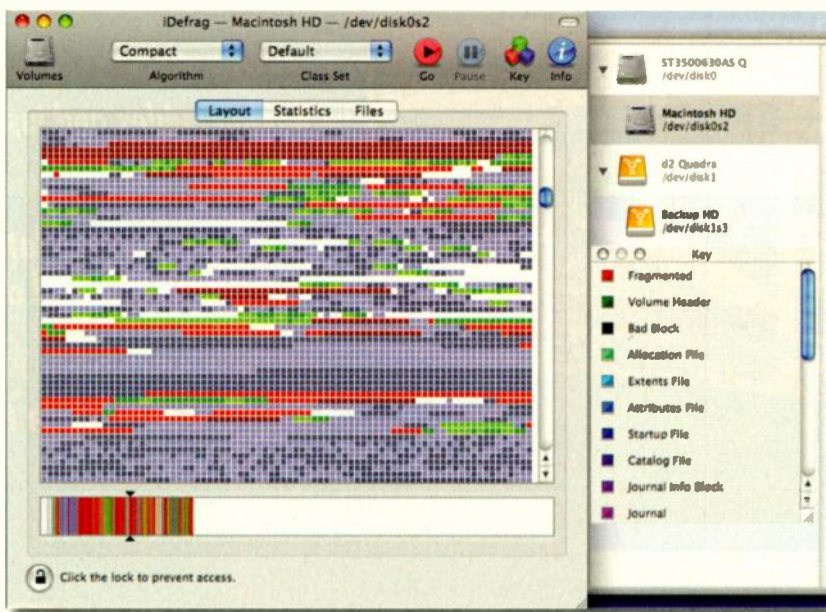 iDefrag — Macintosh HD — /dev/disk0s2
Volumes
Compact
Algorithm
Default
Class Set
Go
Pause
Key
Info
Layout
Statistics
Files
Click the lock to prevent access.
ST3500630AS Q
/dev/disk0
Macintosh HD
/dev/disk0s2
d2 Quadra
/dev/disk1
Backup HD
/dev/disk1s3
Key
Fragmented
Volume Header
Bad Block
Allocation File
Extents File
Attributes File
Startup File
Catalog File
Journal Info Block
Journal